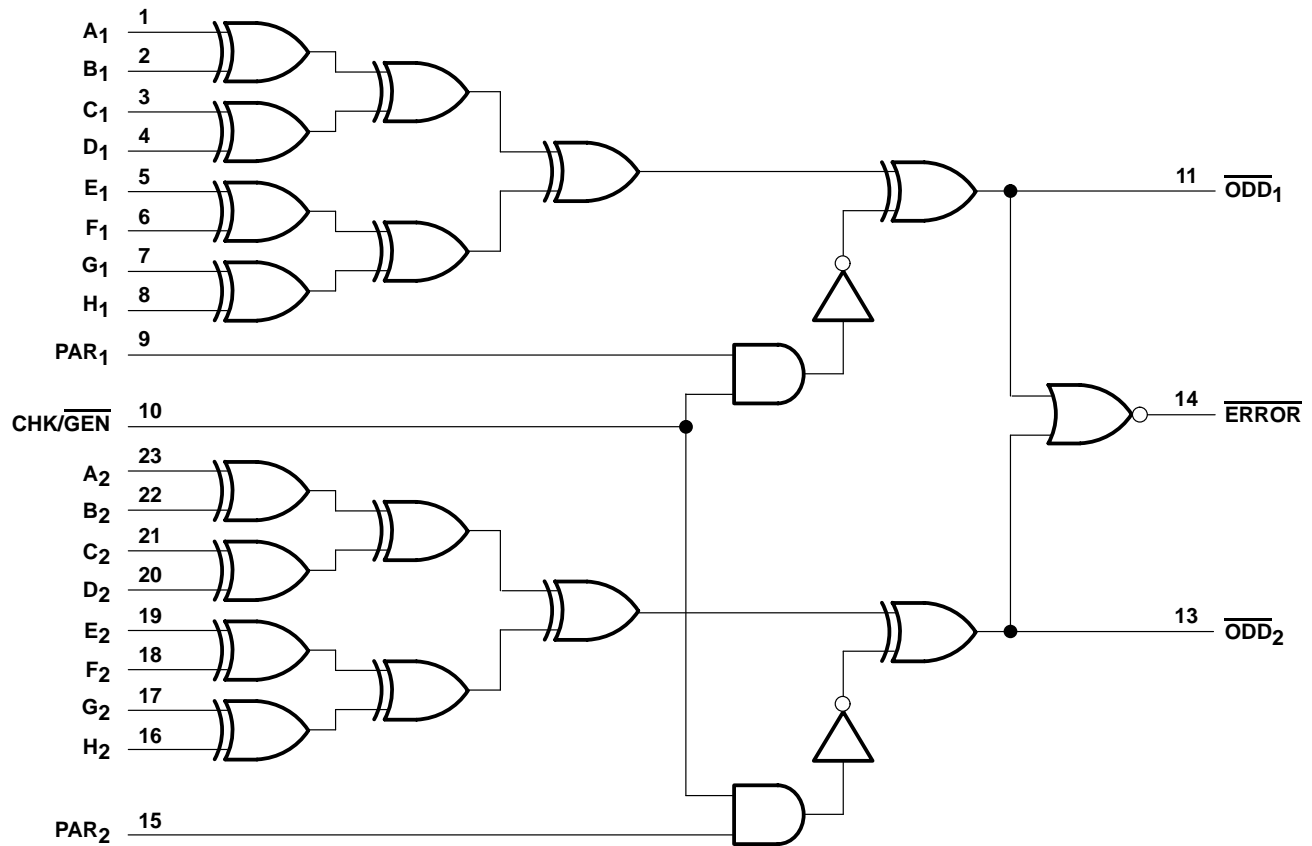 A1 1
B1 2
C1 3
D1 4
E1 5
F1 6
G1 7
H1 8
PAR1 9
CHK/GEN 10
A2 23
B2 22
C2 21
D2 20
E2 19
F2 18
G2 17
H2 16
PAR2 15
11 ODD1
14 ERROR
13 ODD2